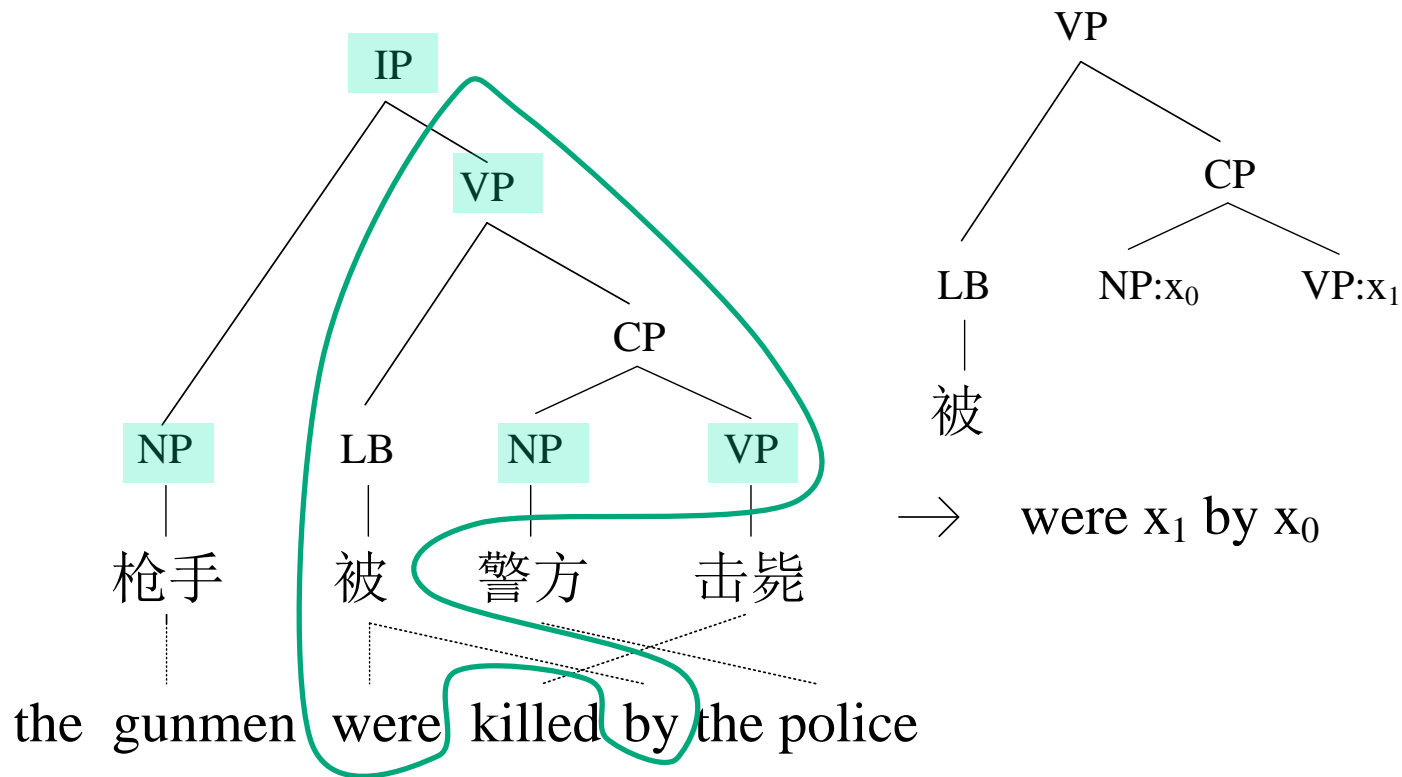 VP
IP
VP
CP
CP
LB NP:x₀ VP:x₁
NP LB NP VP
被
枪手 被 警方 击毙
→ were x₁ by x₀
the gunmen were killed by the police